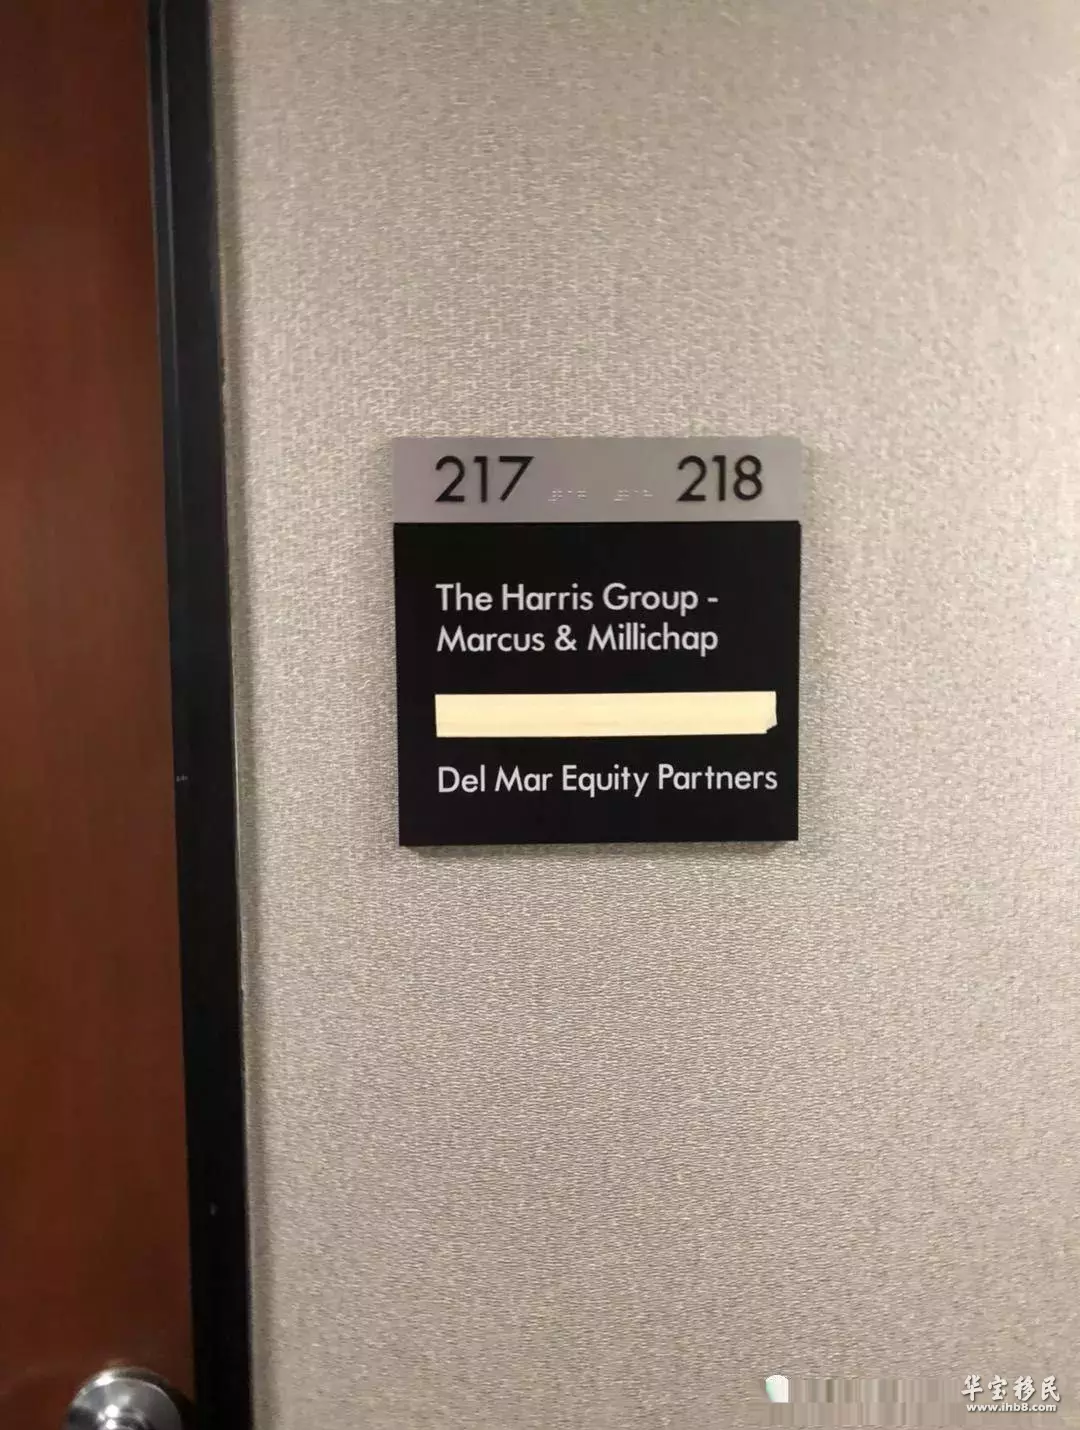 217 218
The Harris Group -
Marcus & Millichap
Del Mar Equity Partners
华宝移民
www.ihb8.com